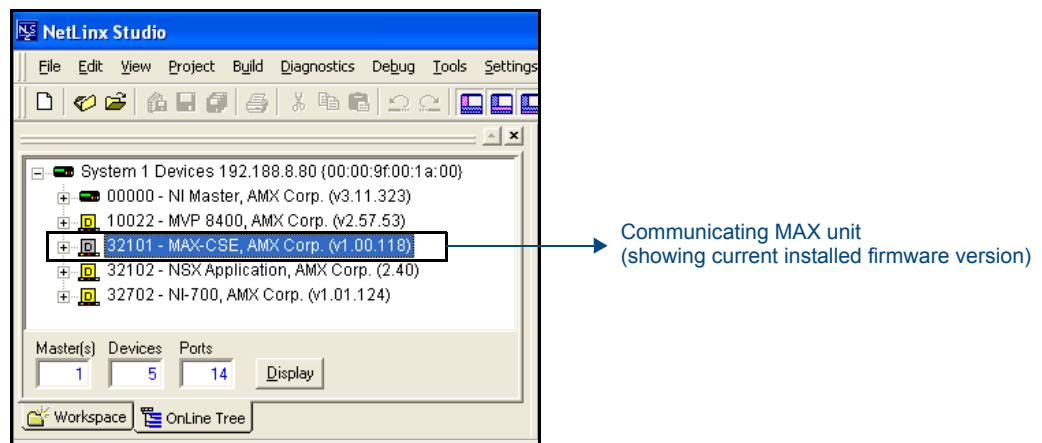 NetLinx Studio
File Edit View Project Build Diagnostics Debug Tools Settings
System 1 Devices 192.188.8.80 {00:00:9f:00:1a:00}
00000 - NI Master, AMX Corp. (v3.11.323)
10022 - MVP 8400, AMX Corp. (v2.57.53)
32101 - MAX-CSE, AMX Corp. (v1.00.118)
32102 - NSX Application, AMX Corp. (2.40)
32702 - NI-700, AMX Corp. (v1.01.124)
Communicating MAX unit
(showing current installed firmware version)
Master(s) Devices Ports
1 5 14 Display
Workspace OnLine Tree